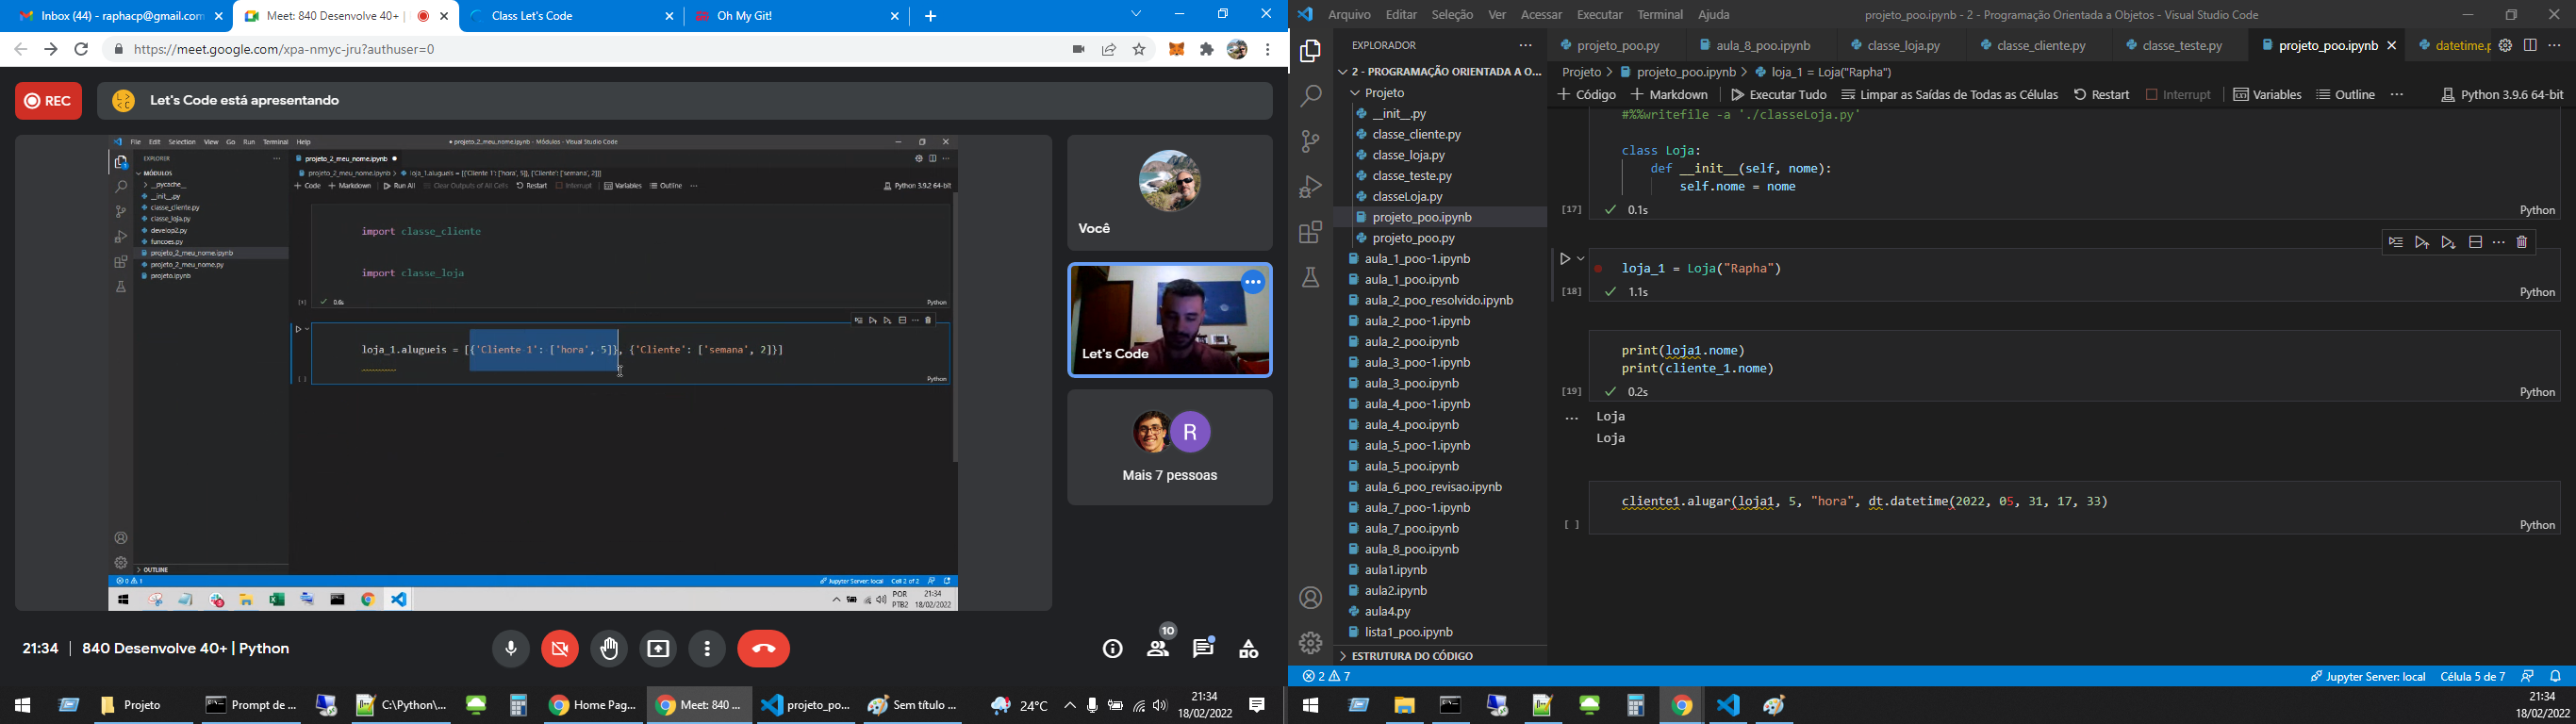 Inbox (44) - raphacp@gmail.com
Meet: 840 Desenvolve 40+ |
Class Let's Code
Oh My Git!
https://meet.google.com/xpa-nmyc-jru?authuser=0
REC
Let's Code está apresentando
File Edit Selection View Go Run Terminal Help
● projeto_2_meu_nome.ipynb - Módulos - Visual Studio Code
EXPLORER
projeto_2_meu_nome.ipynb ●
MÓDULOS
projeto_2_meu_nome.ipynb > loja_1.alugueis = [{'Cliente 1': ['hora', 5]}, {'Cliente': ['semana', 2]}]
+ Code + Markdown Run All Clear Outputs of All Cells Restart Interrupt Variables Outline ...
Python 3.9.2 64-bit
__pycache__
__init__.py
classe_cliente.py
classe_loja.py
develop2.py
funcoes.py
projeto_2_meu_nome.ipynb
projeto_2_meu_nome.py
projeto.ipynb
import classe_cliente
import classe_loja
Python
loja_1.alugueis = [{'Cliente 1': ['hora', 5]}, {'Cliente': ['semana', 2]}]
[ ]
Python
OUTLINE
Jupyter Server: local Cell 2 of 2
POR
PTB2
21:34
18/02/2022
Você
Let's Code
R
Mais 7 pessoas
21:34 | 840 Desenvolve 40+ | Python
10
Projeto
Prompt de ...
C:\Python\...
Home Pag...
Meet: 840 ...
projeto_po...
Sem título ...
24°C
21:34
18/02/2022
Arquivo Editar Seleção Ver Acessar Executar Terminal Ajuda
projeto_poo.ipynb - 2 - Programação Orientada a Objetos - Visual Studio Code
EXPLORADOR
projeto_poo.py
aula_8_poo.ipynb
classe_loja.py
classe_cliente.py
classe_teste.py
projeto_poo.ipynb
datetime.p
2 - PROGRAMAÇÃO ORIENTADA A O...
Projeto > projeto_poo.ipynb > loja_1 = Loja("Rapha")
+ Código + Markdown Executar Tudo Limpar as Saídas de Todas as Células Restart Interrupt Variables Outline ...
Python 3.9.6 64-bit
Projeto
__init__.py
classe_cliente.py
classe_loja.py
classe_teste.py
classeLoja.py
projeto_poo.ipynb
projeto_poo.py
aula_1_poo-1.ipynb
aula_1_poo.ipynb
aula_2_poo_resolvido.ipynb
aula_2_poo-1.ipynb
aula_2_poo.ipynb
aula_3_poo-1.ipynb
aula_3_poo.ipynb
aula_4_poo-1.ipynb
aula_4_poo.ipynb
aula_5_poo-1.ipynb
aula_5_poo.ipynb
aula_6_poo_revisao.ipynb
aula_7_poo-1.ipynb
aula_7_poo.ipynb
aula_8_poo.ipynb
aula1.ipynb
aula2.ipynb
aula4.py
lista1_poo.ipynb
ESTRUTURA DO CÓDIGO
#%%writefile -a './classeLoja.py'
class Loja:
def __init__(self, nome):
self.nome = nome
[17] 0.1s
Python
loja_1 = Loja("Rapha")
[18] 1.1s
Python
print(loja1.nome)
print(cliente_1.nome)
[19] 0.2s
Python
Loja
Loja
cliente1.alugar(loja1, 5, "hora", dt.datetime(2022, 05, 31, 17, 33)
[ ]
Python
2 7
Jupyter Server: local Célula 5 de 7
21:34
18/02/2022